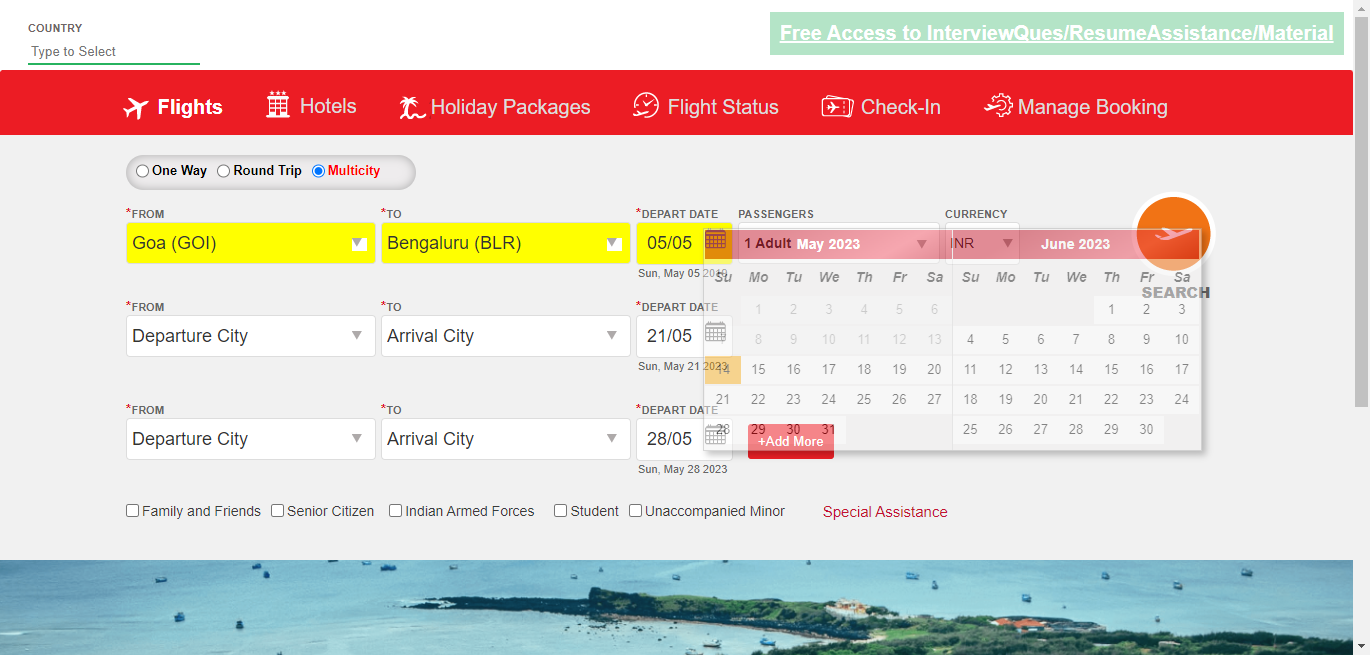 COUNTRY
Type to Select
Free Access to InterviewQues/ResumeAssistance/Material
Flights Hotels Holiday Packages Flight Status Check-In Manage Booking
One Way Round Trip Multicity
*FROM *TO *DEPART DATE PASSENGERS CURRENCY
Goa (GOI) Bengaluru (BLR) 05/05 1 Adult INR
Sun, May 05 2019
SEARCH
*FROM *TO *DEPART DATE
Departure City Arrival City 21/05
Sun, May 21 2023
*FROM *TO *DEPART DATE
Departure City Arrival City 28/05
Sun, May 28 2023
+Add More
May 2023 June 2023
Su Mo Tu We Th Fr Sa Su Mo Tu We Th Fr Sa
1 2 3 4 5 6 1 2 3
7 8 9 10 11 12 13 4 5 6 7 8 9 10
14 15 16 17 18 19 20 11 12 13 14 15 16 17
21 22 23 24 25 26 27 18 19 20 21 22 23 24
28 29 30 31 25 26 27 28 29 30
Family and Friends Senior Citizen Indian Armed Forces Student Unaccompanied Minor Special Assistance